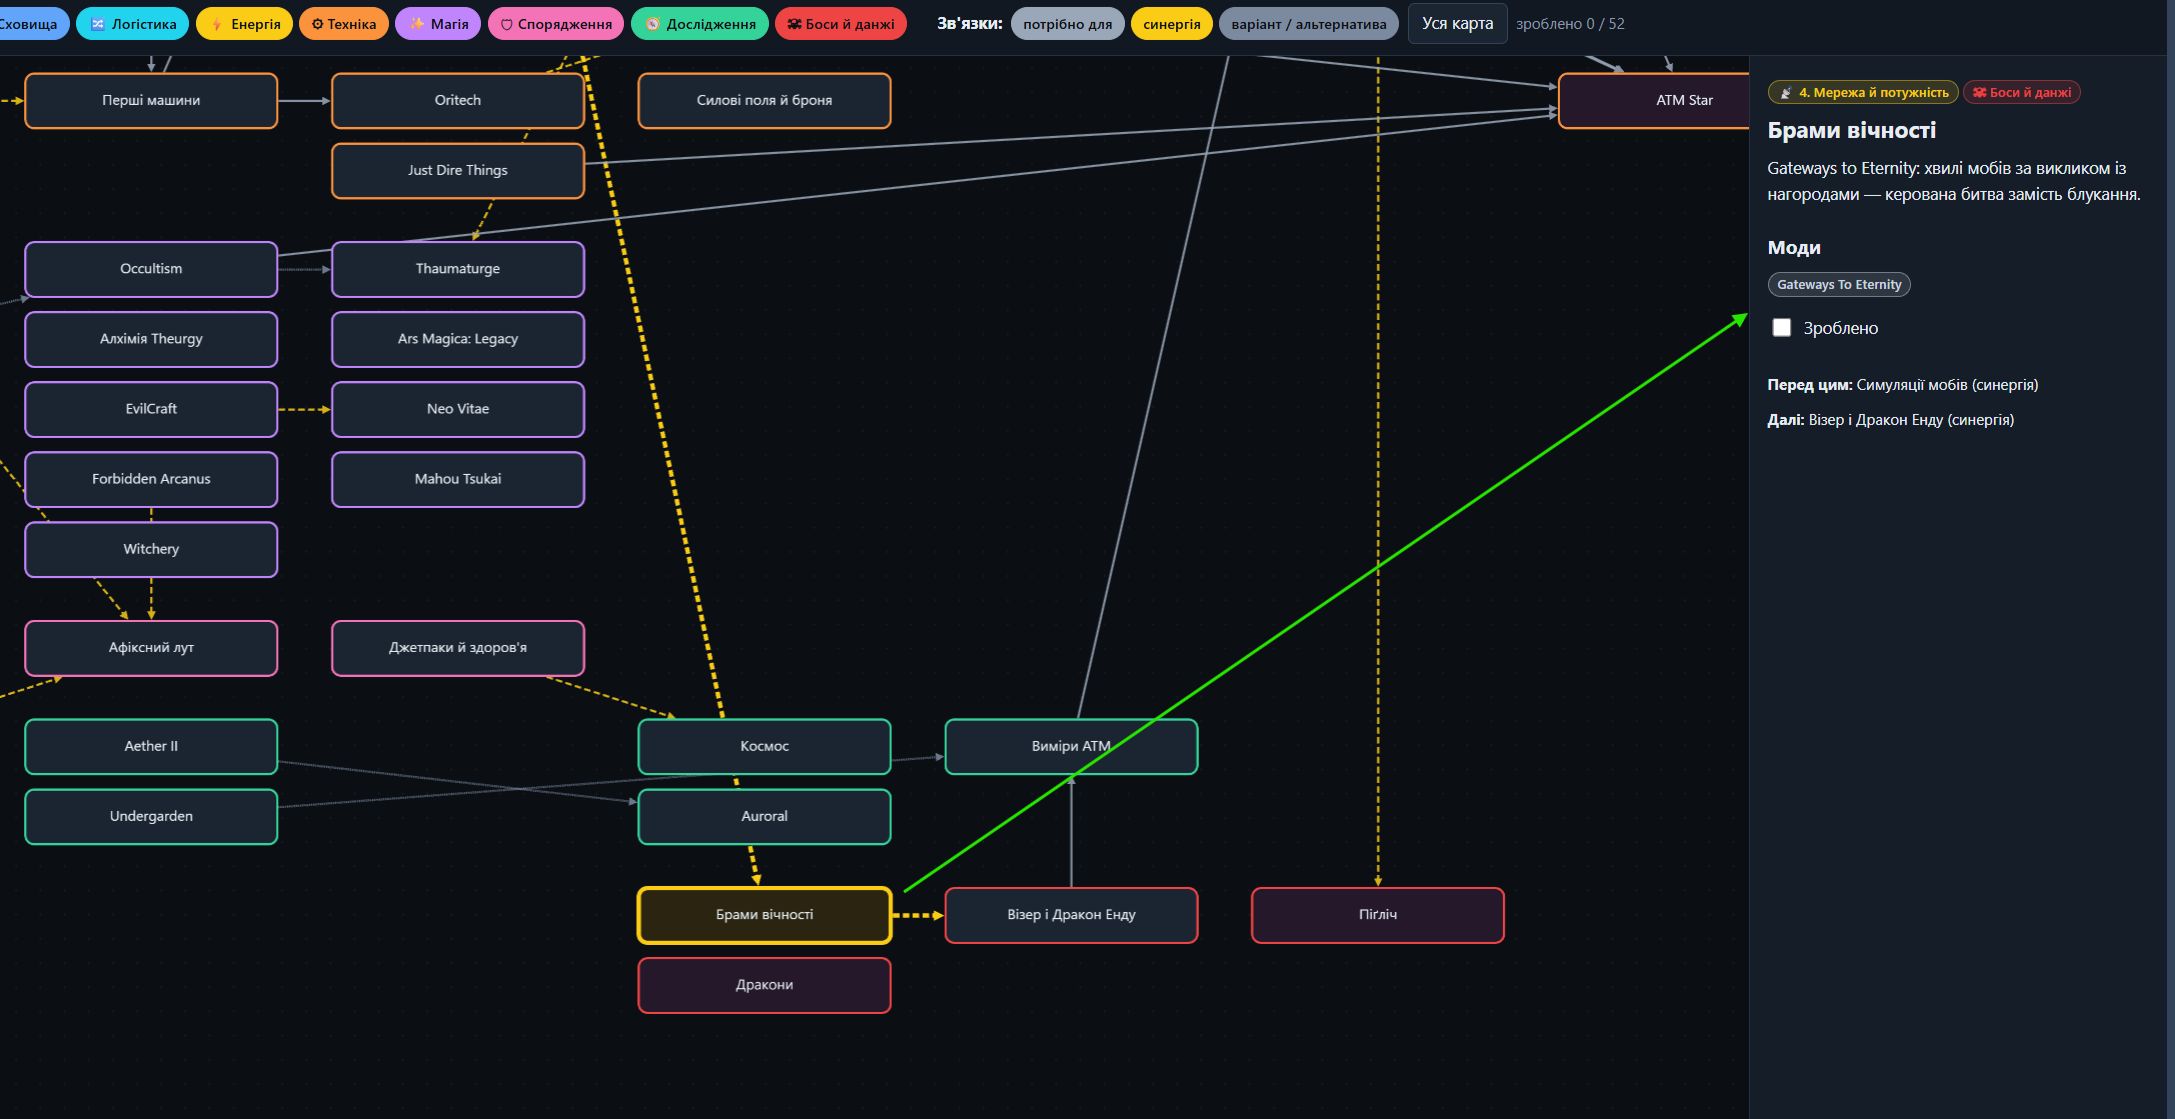 Сховища
Логістика
Енергія
Техніка
Магія
Спорядження
Дослідження
Боси й данжі
Зв'язки:
потрібно для
синергія
варіант / альтернатива
Уся карта
зроблено 0 / 52
Перші машини
Oritech
Силові поля й броня
ATM Star
Just Dire Things
Occultism
Thaumaturge
Алхімія Theurgy
Ars Magica: Legacy
EvilCraft
Neo Vitae
Forbidden Arcanus
Mahou Tsukai
Witchery
Афіксний лут
Джетпаки й здоров'я
Aether II
Космос
Виміри ATM
Undergarden
Auroral
Брами вічності
Візер і Дракон Енду
Піґліч
Дракони
4. Мережа й потужність
Боси й данжі
Брами вічності
Gateways to Eternity: хвилі мобів за викликом із
нагородами — керована битва замість блукання.
Моди
Gateways To Eternity
Зроблено
Перед цим: Симуляції мобів (синергія)
Далі: Візер і Дракон Енду (синергія)